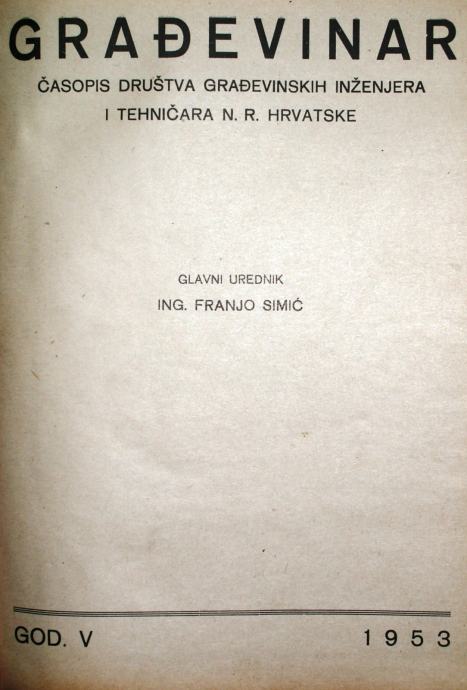 GRAĐEVINAR
ČASOPIS DRUŠTVA GRAĐEVINSKIH INŽENJERA
I TEHNIČARA N. R. HRVATSKE
GLAVNI UREDNIK
ING. FRANJO SIMIĆ
GOD. V 1953